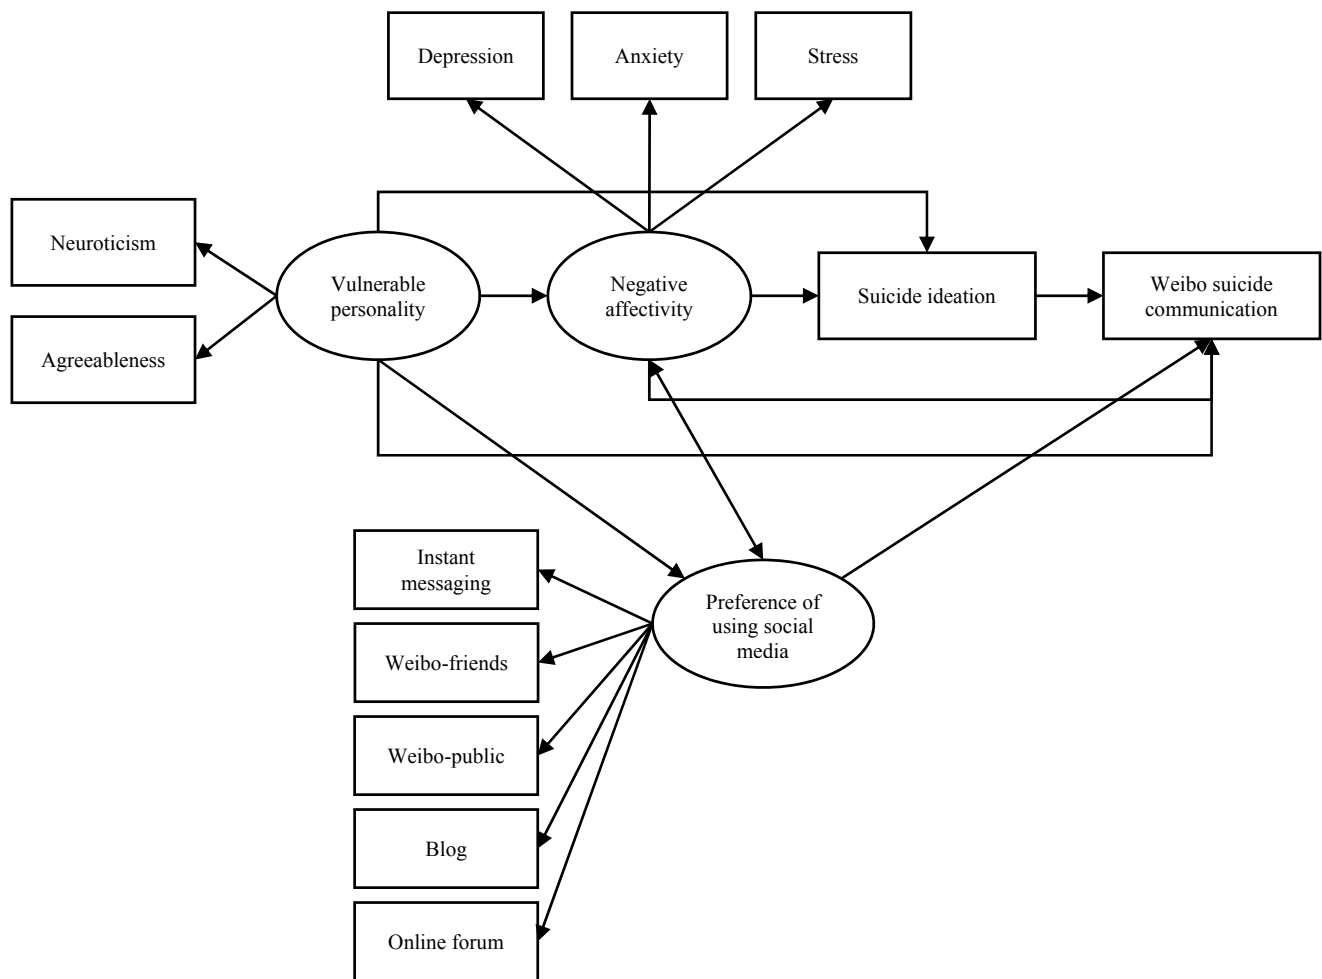 Depression
Anxiety
Stress
Neuroticism
Agreeableness
Vulnerable
personality
Negative
affectivity
Suicide ideation
Weibo suicide
communication
Instant
messaging
Weibo-friends
Weibo-public
Blog
Online forum
Preference of
using social
media